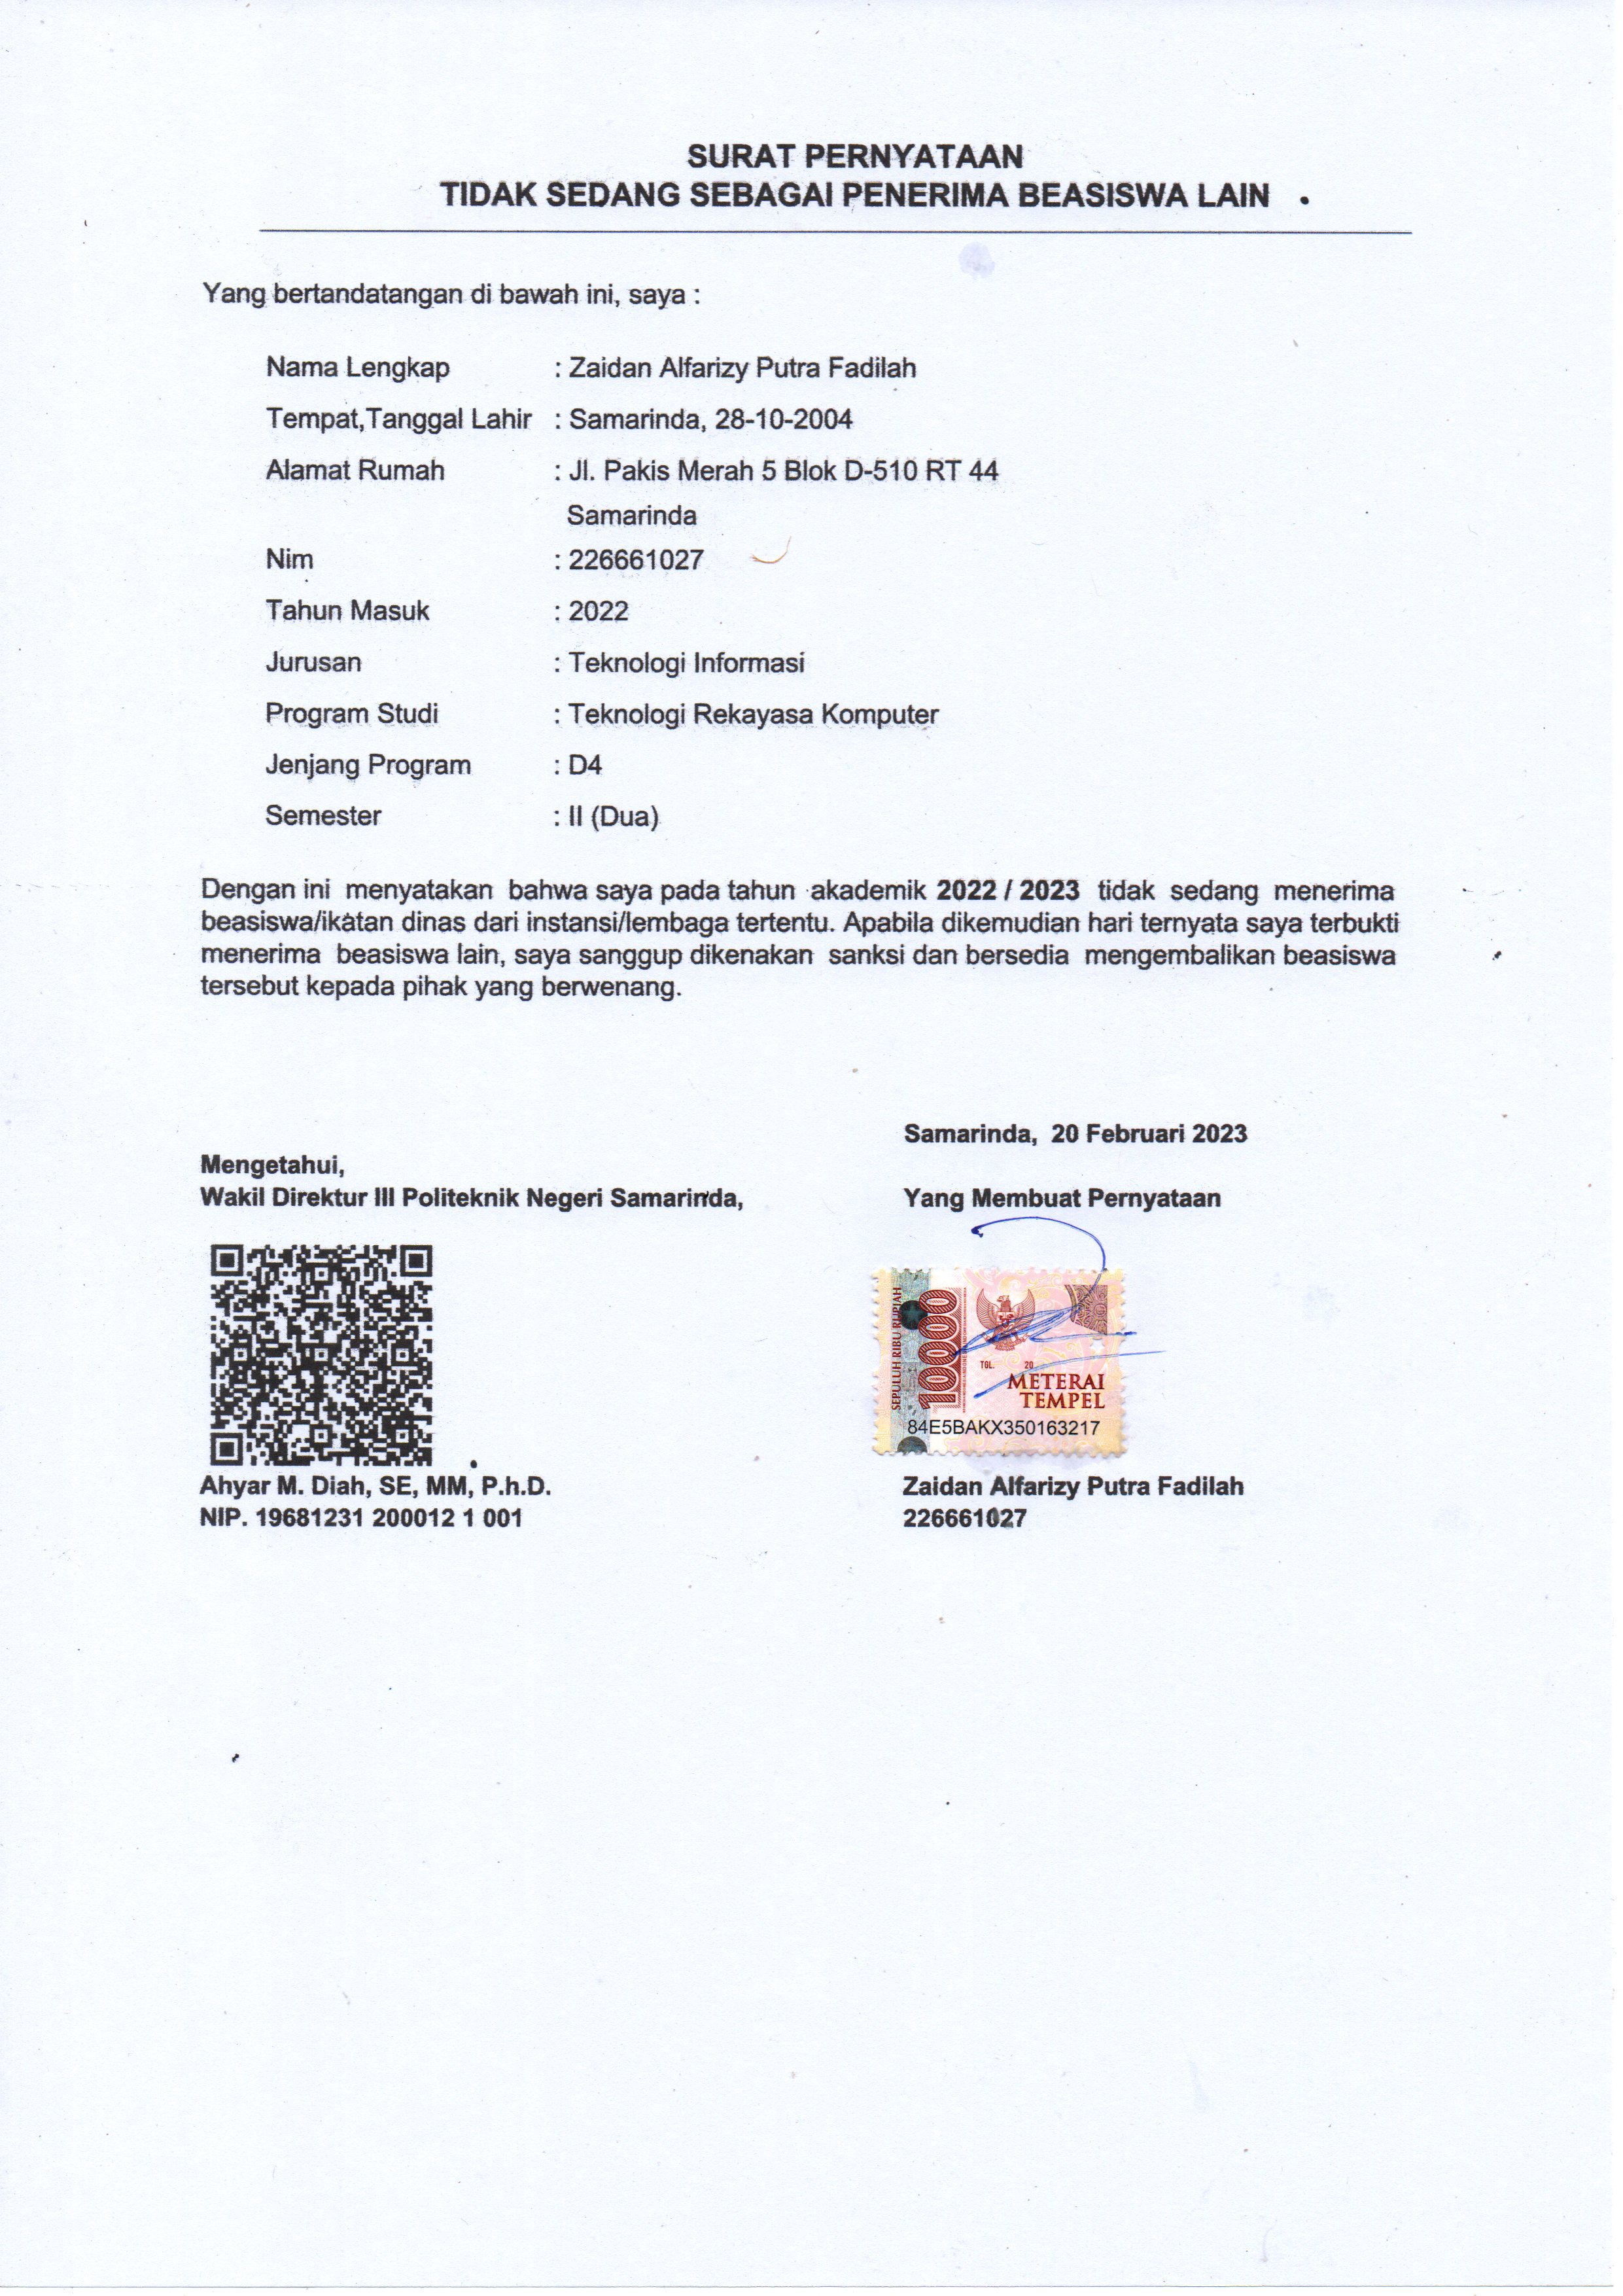 SURAT PERNYATAAN
TIDAK SEDANG SEBAGAI PENERIMA BEASISWA LAIN
Yang bertandatangan di bawah ini, saya :
Nama Lengkap : Zaidan Alfarizy Putra Fadilah
Tempat,Tanggal Lahir : Samarinda, 28-10-2004
Alamat Rumah : Jl. Pakis Merah 5 Blok D-510 RT 44
Samarinda
Nim : 226661027
Tahun Masuk : 2022
Jurusan : Teknologi Informasi
Program Studi : Teknologi Rekayasa Komputer
Jenjang Program : D4
Semester : II (Dua)
Dengan ini menyatakan bahwa saya pada tahun akademik 2022 / 2023 tidak sedang menerima
beasiswa/ikatan dinas dari instansi/lembaga tertentu. Apabila dikemudian hari ternyata saya terbukti
menerima beasiswa lain, saya sanggup dikenakan sanksi dan bersedia mengembalikan beasiswa
tersebut kepada pihak yang berwenang.
Samarinda, 20 Februari 2023
Mengetahui,
Wakil Direktur III Politeknik Negeri Samarinda,
Yang Membuat Pernyataan
SEPULUH RIBU RUPIAH
10000
TGL. 20
METERAI
TEMPEL
84E5BAKX350163217
Ahyar M. Diah, SE, MM, P.h.D.
NIP. 19681231 200012 1 001
Zaidan Alfarizy Putra Fadilah
226661027